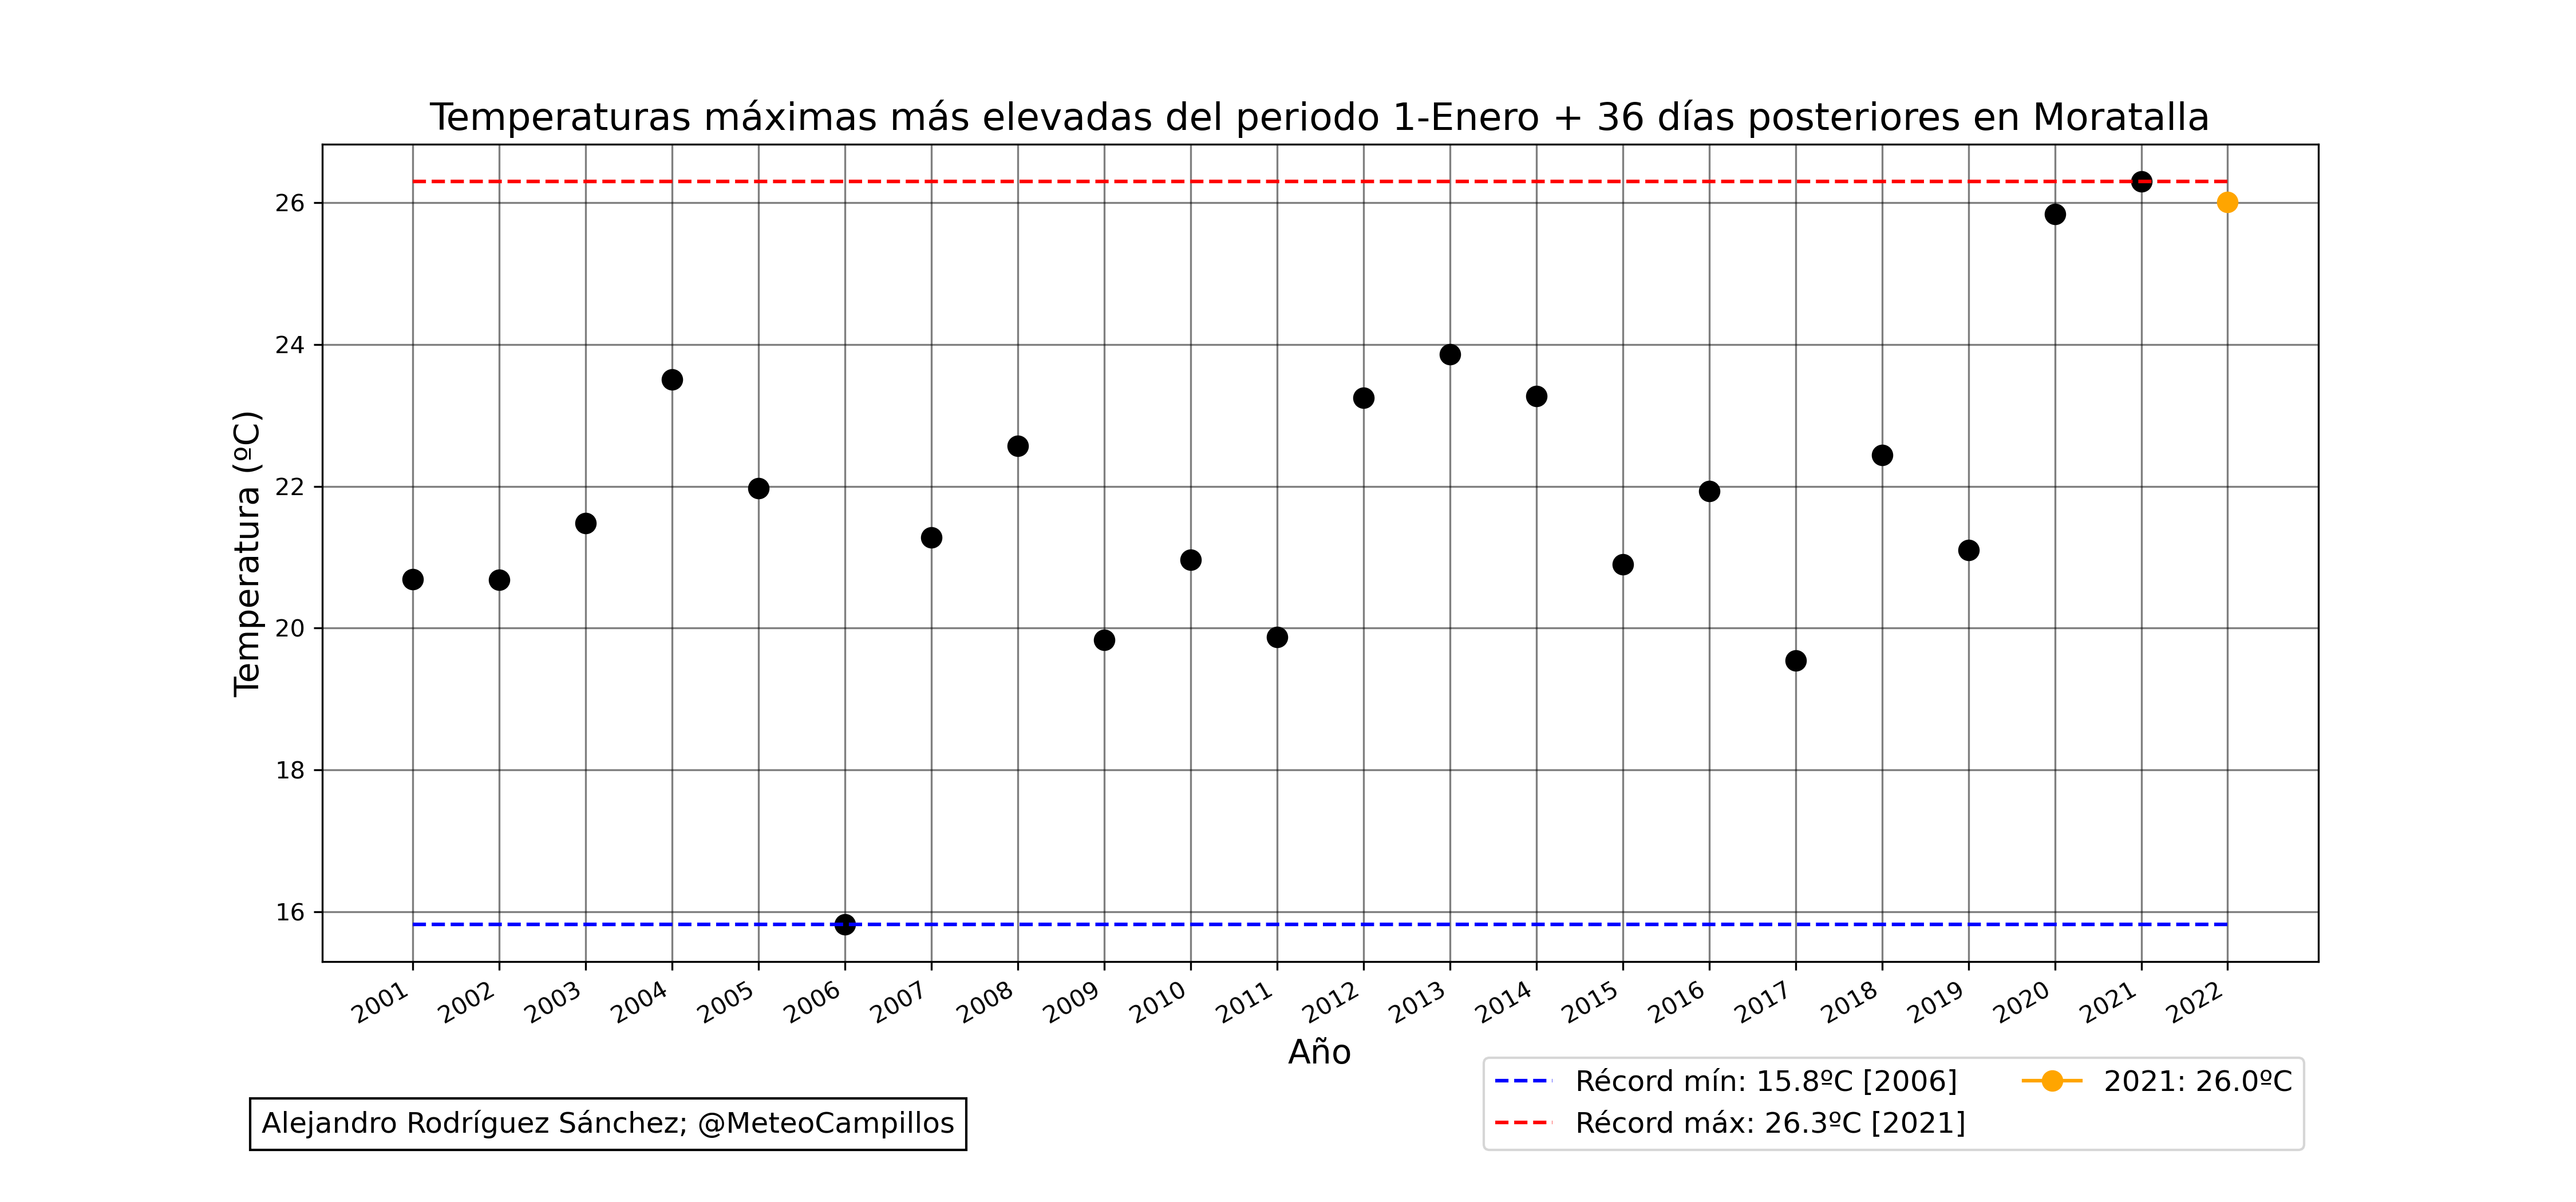 Temperaturas máximas más elevadas del periodo 1-Enero + 36 días posteriores en Moratalla
Temperatura (ºC)
26
24
22
20
18
16
2001 2002 2003 2004 2005 2006 2007 2008 2009 2010 2011 2012 2013 2014 2015 2016 2017 2018 2019 2020 2021 2022
Año
Récord mín: 15.8ºC [2006]
Récord máx: 26.3ºC [2021]
2021: 26.0ºC
Alejandro Rodríguez Sánchez; @MeteoCampillos